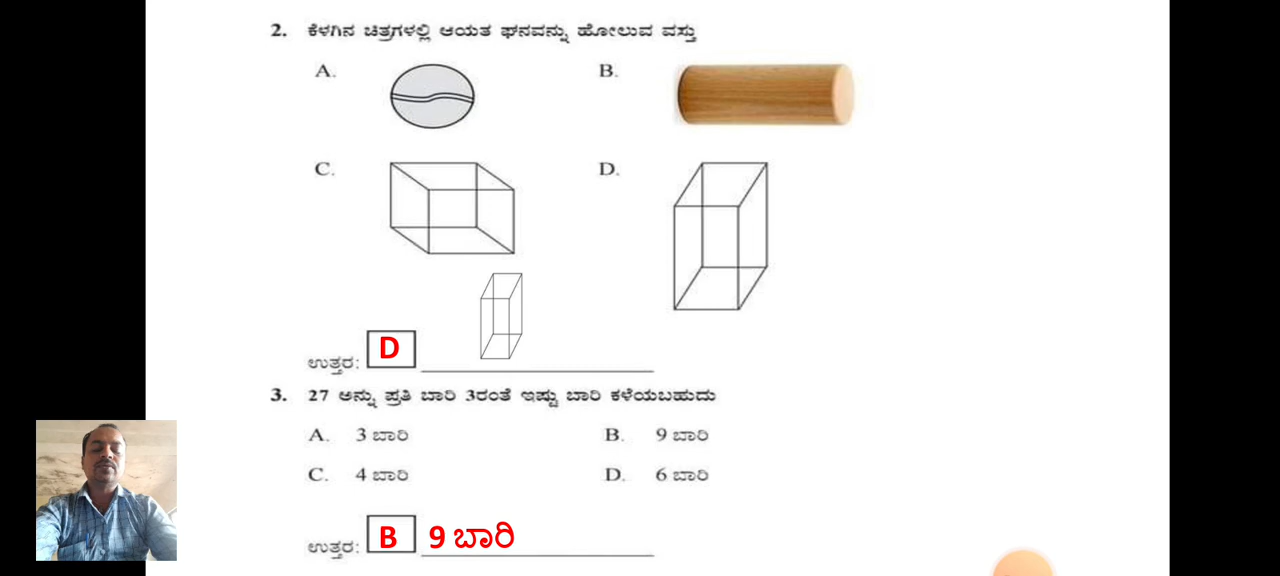 2. ಕೆಳಗಿನ ಚಿತ್ರಗಳಲ್ಲಿ ಆಯತ ಘನವನ್ನು ಹೋಲುವ ವಸ್ತು
A. B.
C. D.
ಉತ್ತರ: D
3. 27 ಅನ್ನು ಪ್ರತಿ ಬಾರಿ 3ರಂತೆ ಇಷ್ಟು ಬಾರಿ ಕಳೆಯಬಹುದು
A. 3 ಬಾರಿ B. 9 ಬಾರಿ
C. 4 ಬಾರಿ D. 6 ಬಾರಿ
ಉತ್ತರ: B 9 ಬಾರಿ